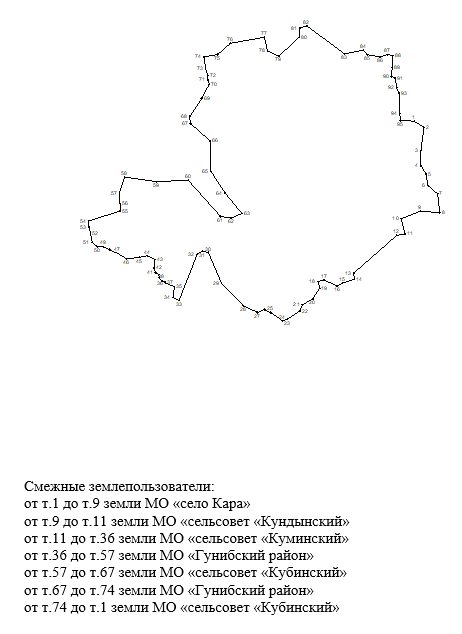 Смежные землепользователи:
от т.1 до т.9 земли МО «село Кара»
от т.9 до т.11 земли МО «сельсовет «Кундынский»
от т.11 до т.36 земли МО «сельсовет «Куминский»
от т.36 до т.57 земли МО «Гунибский район»
от т.57 до т.67 земли МО «сельсовет «Кубинский»
от т.67 до т.74 земли МО «Гунибский район»
от т.74 до т.1 земли МО «сельсовет «Кубинский»